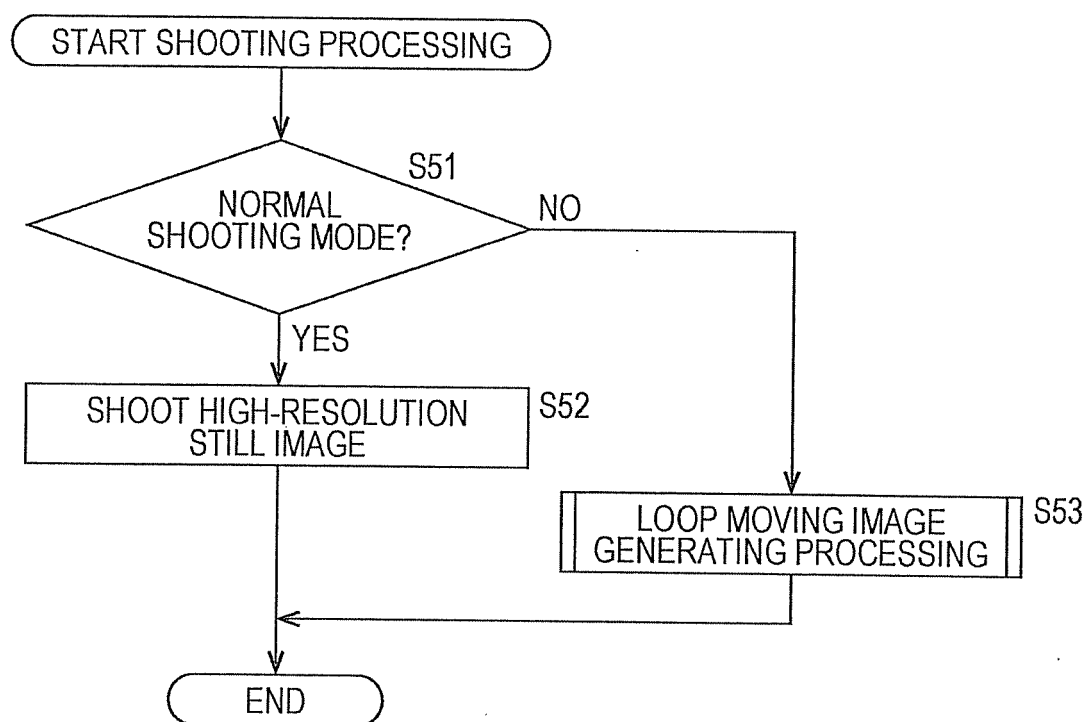 START SHOOTING PROCESSING
S51
NORMAL
SHOOTING MODE?
NO
YES
SHOOT HIGH-RESOLUTION
STILL IMAGE
S52
LOOP MOVING IMAGE
GENERATING PROCESSING
S53
END